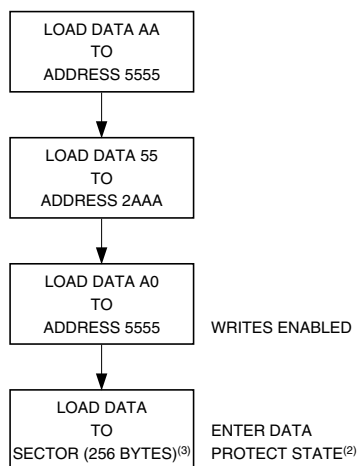 LOAD DATA AA
TO
ADDRESS 5555
LOAD DATA 55
TO
ADDRESS 2AAA
LOAD DATA A0
TO
ADDRESS 5555 WRITES ENABLED
LOAD DATA
TO ENTER DATA
SECTOR (256 BYTES)(3) PROTECT STATE(2)